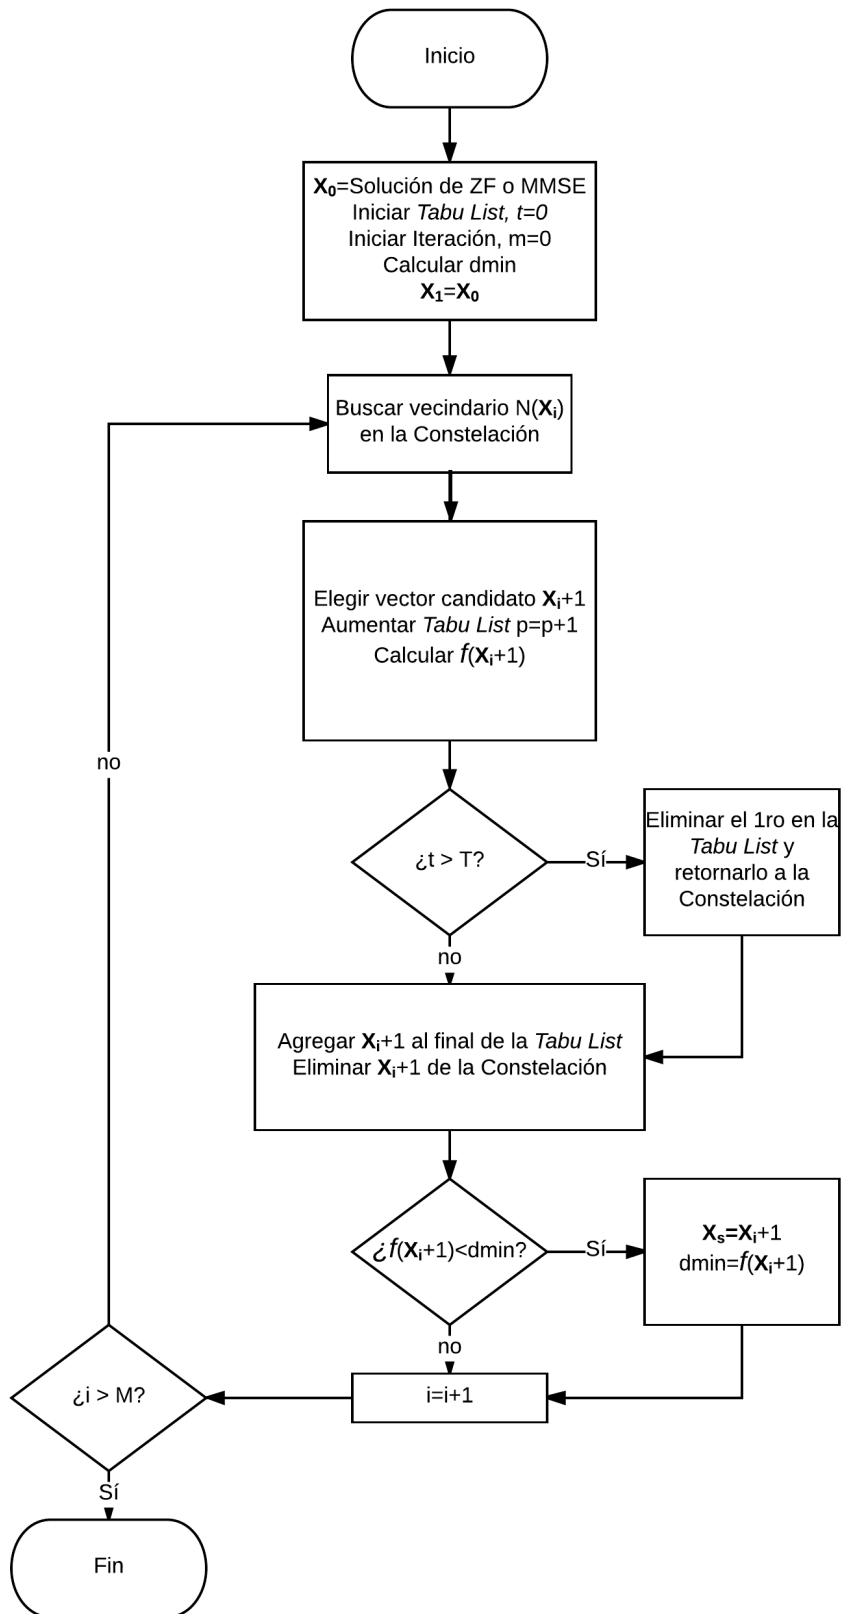 Inicio
X₀=Solución de ZF o MMSE
Iniciar Tabu List, t=0
Iniciar Iteración, m=0
Calcular dmin
X₁=X₀
Buscar vecindario N(Xᵢ)
en la Constelación
Elegir vector candidato Xᵢ+1
Aumentar Tabu List p=p+1
Calcular f(Xᵢ+1)
no
¿t > T?
Sí
Eliminar el 1ro en la
Tabu List y
retornarlo a la
Constelación
no
Agregar Xᵢ+1 al final de la Tabu List
Eliminar Xᵢ+1 de la Constelación
¿f(Xᵢ+1)<dmin?
Sí
Xₛ=Xᵢ+1
dmin=f(Xᵢ+1)
no
i=i+1
¿i > M?
Sí
Fin